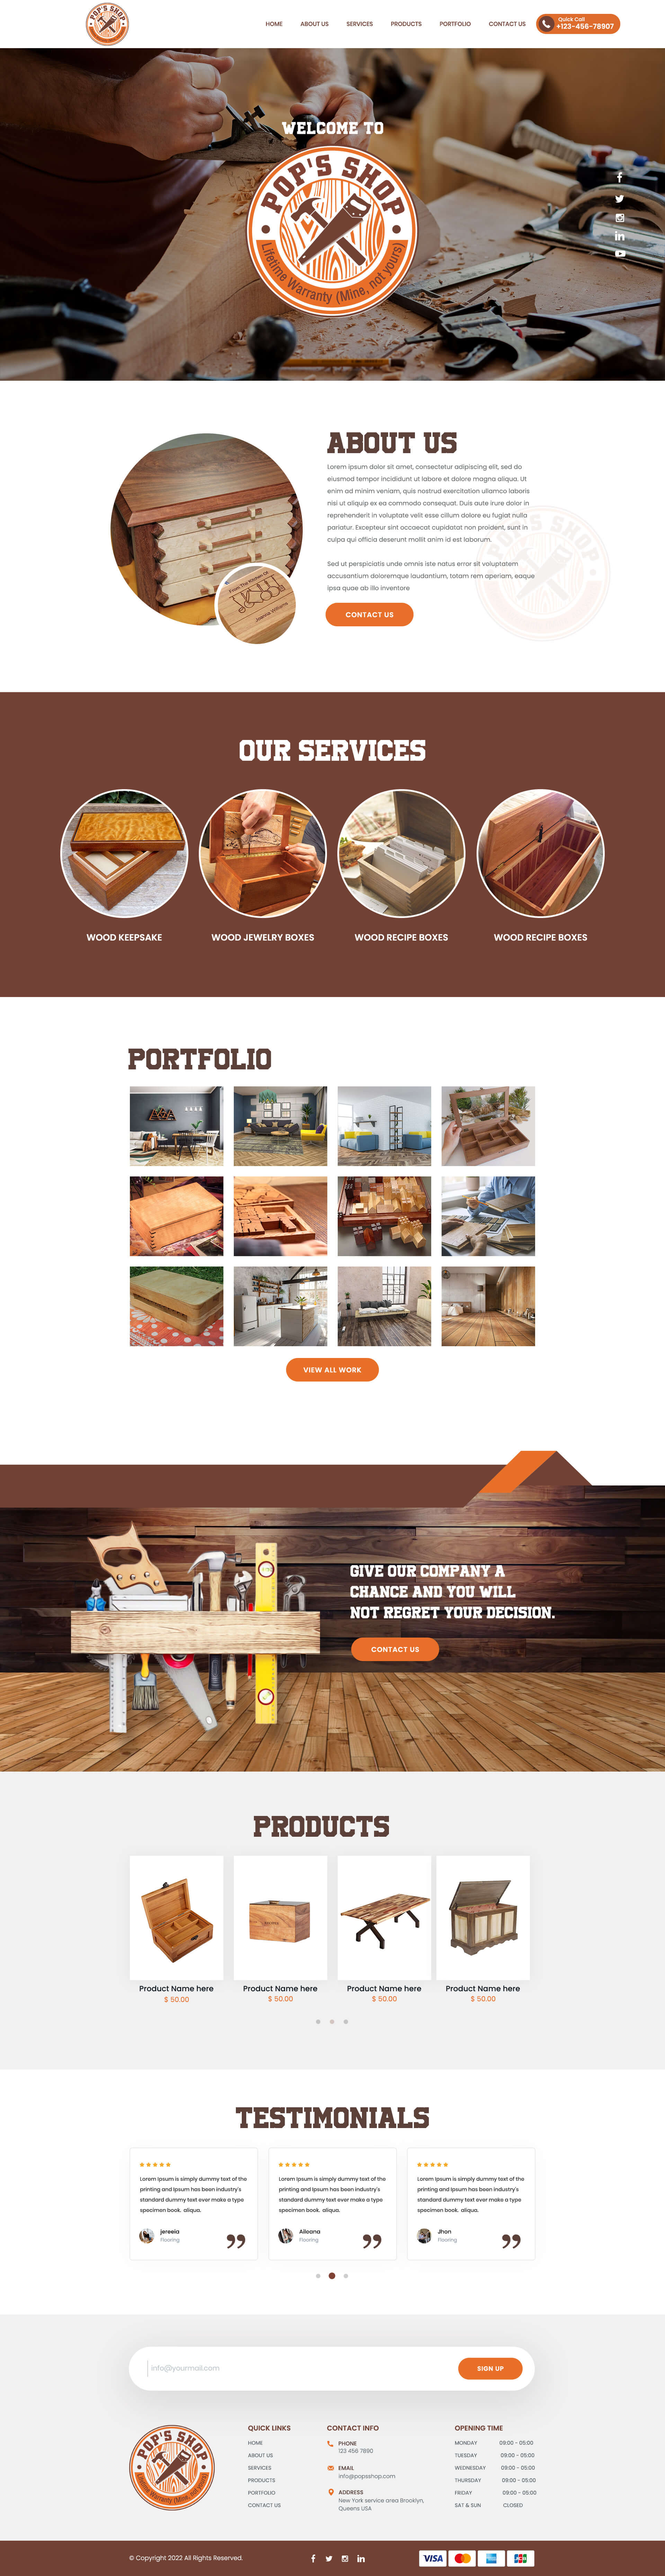 POP'S SHOP
HOME ABOUT US SERVICES PRODUCTS PORTFOLIO CONTACT US
Quick Call
+123-456-78907
WELCOME TO
POP'S SHOP
Lifetime Warranty (Mine, not yours)
ABOUT US
Lorem ipsum dolor sit amet, consectetur adipiscing elit, sed do
eiusmod tempor incididunt ut labore et dolore magna aliqua. Ut
enim ad minim veniam, quis nostrud exercitation ullamco laboris
nisi ut aliquip ex ea commodo consequat. Duis aute irure dolor in
reprehenderit in voluptate velit esse cillum dolore eu fugiat nulla
pariatur. Excepteur sint occaecat cupidatat non proident, sunt in
culpa qui officia deserunt mollit anim id est laborum.
Sed ut perspiciatis unde omnis iste natus error sit voluptatem
accusantium doloremque laudantium, totam rem aperiam, eaque
ipsa quae ab illo inventore
CONTACT US
POP'S SHOP
From The Kitchen Of
OUR SERVICES
WOOD KEEPSAKE
WOOD JEWELRY BOXES
WOOD RECIPE BOXES
WOOD RECIPE BOXES
PORTFOLIO
VIEW ALL WORK
GIVE OUR COMPANY A
CHANCE AND YOU WILL
NOT REGRET YOUR DECISION.
CONTACT US
PRODUCTS
Product Name here
$ 50.00
Product Name here
$ 50.00
Product Name here
$ 50.00
Product Name here
$ 50.00
TESTIMONIALS
Lorem Ipsum is simply dummy text of the
printing and Ipsum has been industry's
standard dummy text ever make a type
specimen book. aliqua.
jereeia
Flooring
Lorem Ipsum is simply dummy text of the
printing and Ipsum has been industry's
standard dummy text ever make a type
specimen book. aliqua.
Aileana
Flooring
Lorem Ipsum is simply dummy text of the
printing and Ipsum has been industry's
standard dummy text ever make a type
specimen book. aliqua.
Jhon
Flooring
info@yourmail.com
SIGN UP
POP'S SHOP
Lifetime Warranty (Mine, not yours)
QUICK LINKS
HOME
ABOUT US
SERVICES
PRODUCTS
PORTFOLIO
CONTACT US
CONTACT INFO
PHONE
123 456 7890
EMAIL
info@popsshop.com
ADDRESS
New York service area Brooklyn,
Queens USA
OPENING TIME
MONDAY 09:00 - 05:00
TUESDAY 09:00 - 05:00
WEDNESDAY 09:00 - 05:00
THURSDAY 09:00 - 05:00
FRIDAY 09:00 - 05:00
SAT & SUN CLOSED
© Copyright 2022 All Rights Reserved.
VISA
JCB